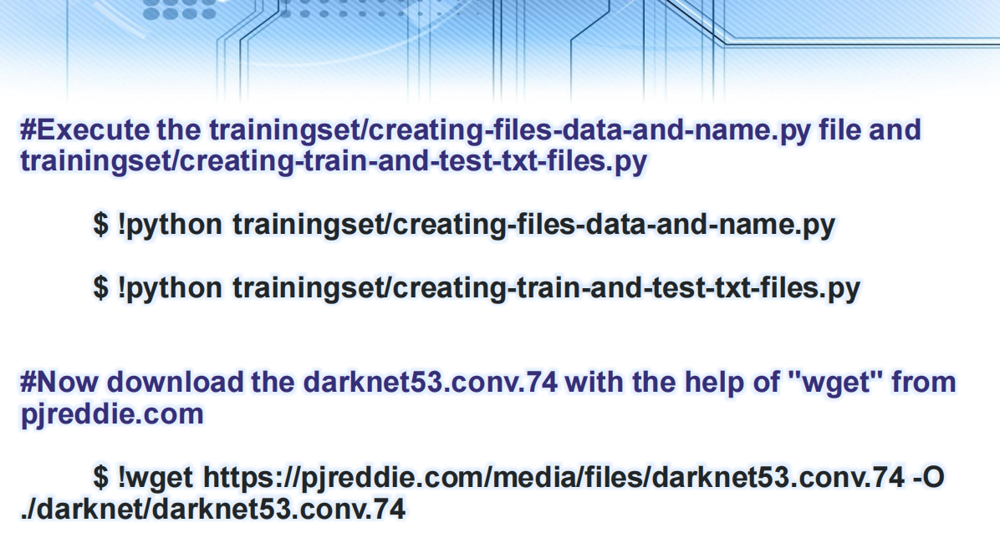 #Execute the trainingset/creating-files-data-and-name.py file and
trainingset/creating-train-and-test-txt-files.py
$ !python trainingset/creating-files-data-and-name.py
$ !python trainingset/creating-train-and-test-txt-files.py
#Now download the darknet53.conv.74 with the help of "wget" from
pjreddie.com
$ !wget https://pjreddie.com/media/files/darknet53.conv.74 -O
./darknet/darknet53.conv.74